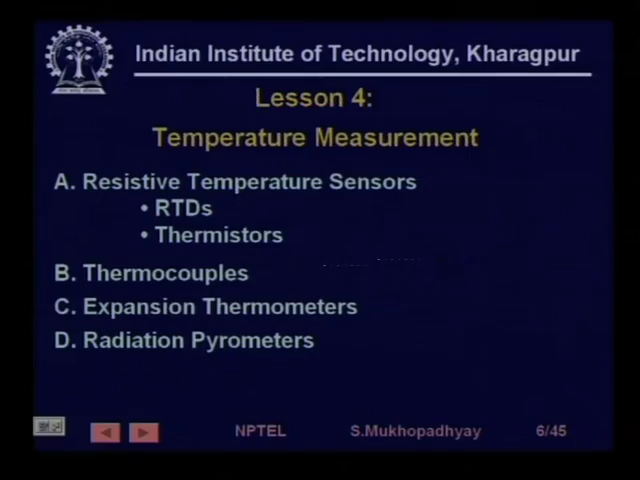 Indian Institute of Technology, Kharagpur
Lesson 4:
Temperature Measurement
A. Resistive Temperature Sensors
• RTDs
• Thermistors
B. Thermocouples
C. Expansion Thermometers
D. Radiation Pyrometers
NPTEL S.Mukhopadhyay 6/45